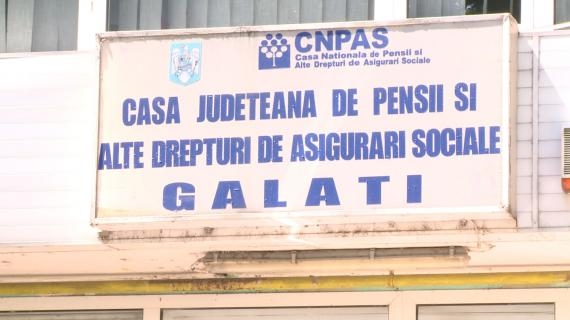 CNPAS
Casa Nationala de Pensii si
Alte Drepturi de Asigurari Sociale
CASA JUDETEANA DE PENSII SI
ALTE DREPTURI DE ASIGURARI SOCIALE
GALATI